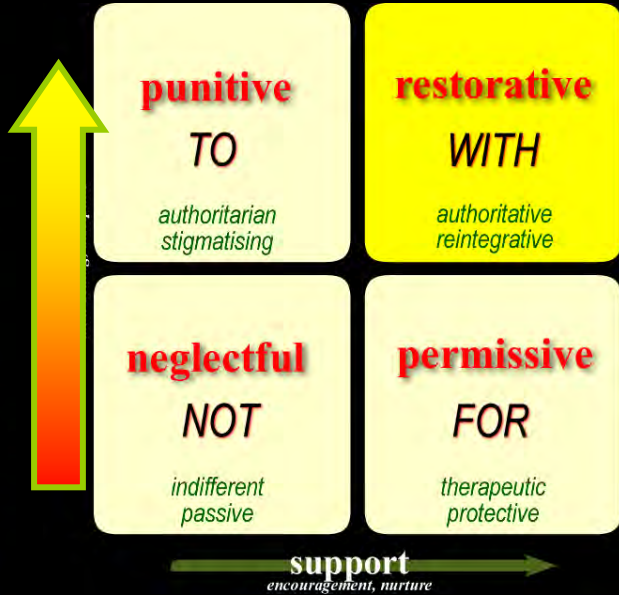 punitive
TO
authoritarian
stigmatising
restorative
WITH
authoritative
reintegrative
neglectful
NOT
indifferent
passive
permissive
FOR
therapeutic
protective
support
encouragement, nurture